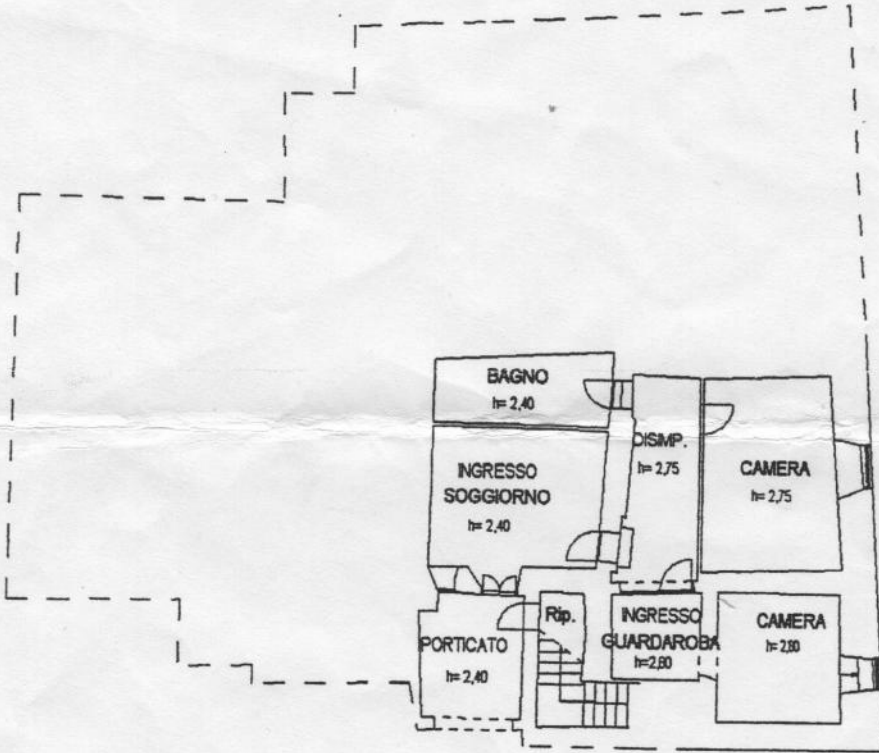 BAGNO
h= 2,40
DISIMP.
h= 2,75
INGRESSO
SOGGIORNO
h= 2,40
CAMERA
h= 2,75
Rip.
INGRESSO
GUARDAROBA
h=2,80
CAMERA
h= 2,80
PORTICATO
h= 2,40